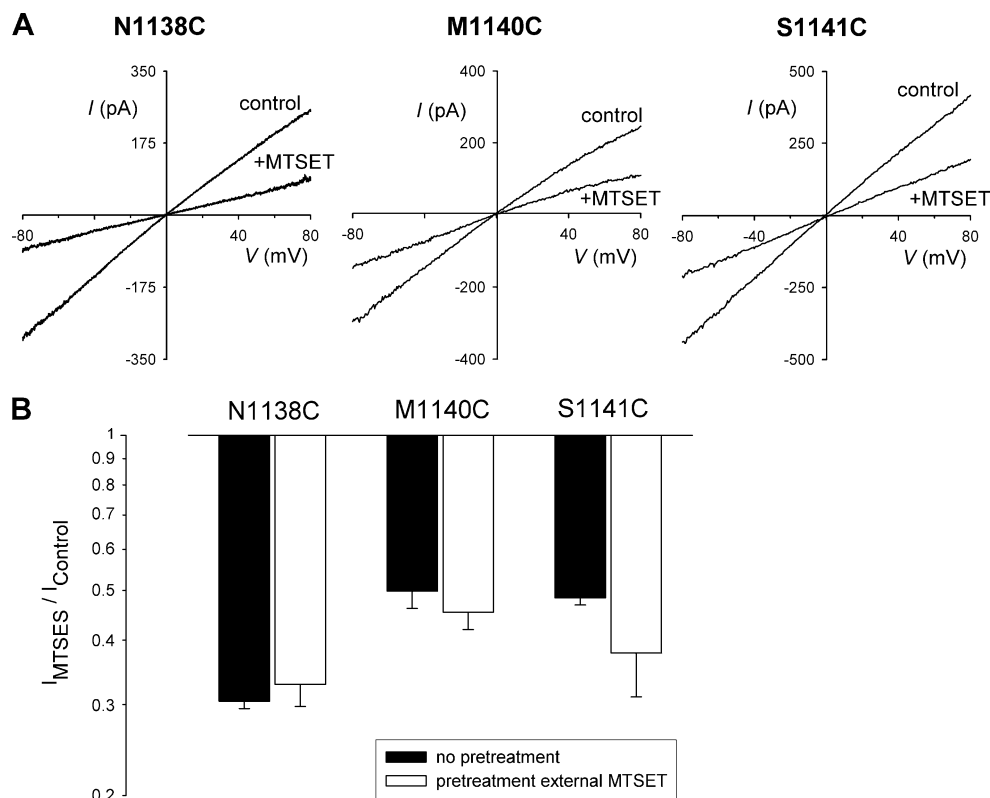 A
N1138C
M1140C
S1141C
350
175
-175
-350
-80
40
80
I (pA)
V (mV)
control
+MTSET
400
200
-200
-400
-80
40
80
I (pA)
V (mV)
control
+MTSET
500
250
-250
-500
-80
-40
40
80
I (pA)
V (mV)
control
+MTSET
B
N1138C
M1140C
S1141C
1
0.9
0.8
0.7
0.6
0.5
0.4
0.3
0.2
IMTSES / IControl
no pretreatment
pretreatment external MTSET